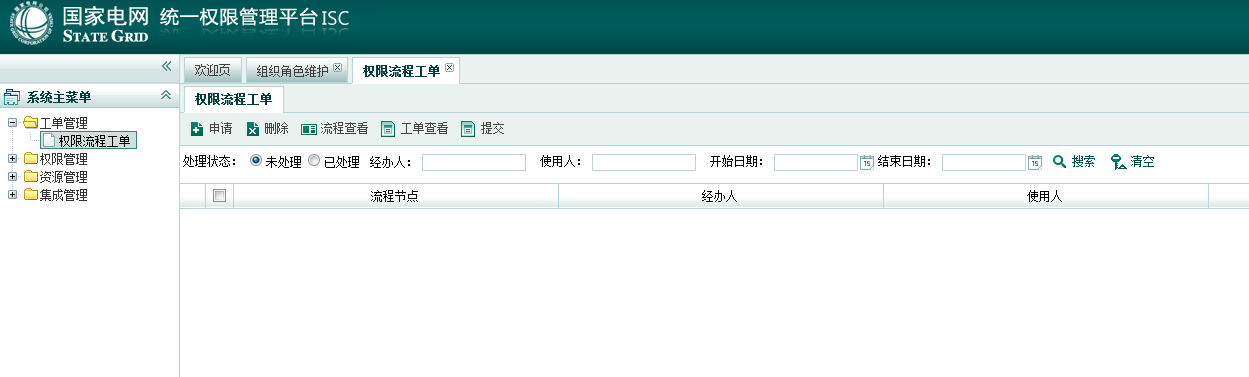 国家电网 统一权限管理平台ISC
STATE GRID
欢迎页 组织角色维护 权限流程工单
系统主菜单
权限流程工单
工单管理
权限流程工单
权限管理
资源管理
集成管理
申请 删除 流程查看 工单查看 提交
处理状态: 未处理 已处理 经办人: 使用人: 开始日期: 15 结束日期: 15 搜索 清空
流程节点 经办人 使用人